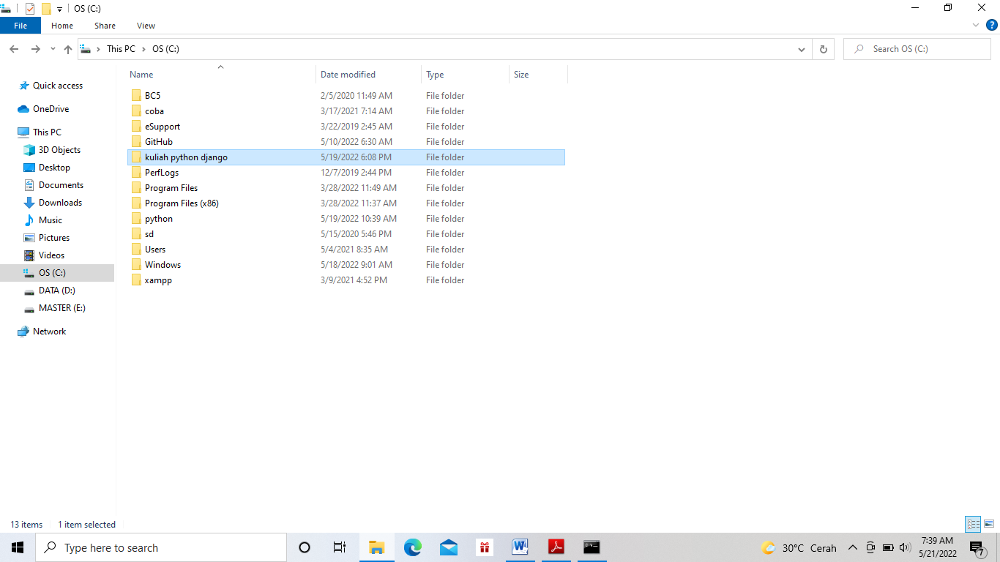 OS (C:)
File Home Share View
This PC OS (C:) Search OS (C:)
Name Date modified Type Size
Quick access
OneDrive
This PC
3D Objects
Desktop
Documents
Downloads
Music
Pictures
Videos
OS (C:)
DATA (D:)
MASTER (E:)
Network
BC5 2/5/2020 11:49 AM File folder
coba 3/17/2021 7:14 AM File folder
eSupport 3/22/2019 2:45 AM File folder
GitHub 5/10/2022 6:30 AM File folder
kuliah python django 5/19/2022 6:08 PM File folder
PerfLogs 12/7/2019 2:44 PM File folder
Program Files 3/28/2022 11:49 AM File folder
Program Files (x86) 3/28/2022 11:37 AM File folder
python 5/19/2022 10:39 AM File folder
sd 5/15/2020 5:46 PM File folder
Users 5/4/2021 8:35 AM File folder
Windows 5/18/2022 9:01 AM File folder
xampp 3/9/2021 4:52 PM File folder
13 items 1 item selected
Type here to search
30°C Cerah
7:39 AM
5/21/2022
7